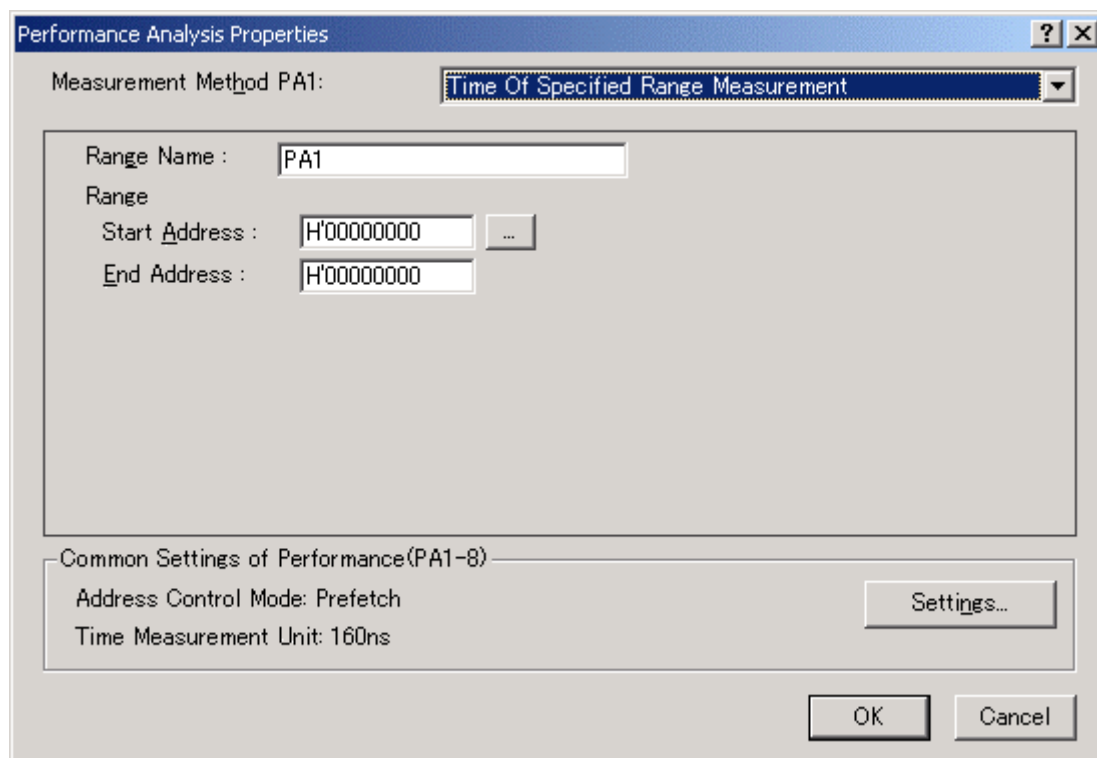 Performance Analysis Properties
Measurement Method PA1: Time Of Specified Range Measurement
Range Name : PA1
Range
Start Address : H'00000000 ...
End Address : H'00000000
Common Settings of Performance(PA1-8)
Address Control Mode: Prefetch
Settings...
Time Measurement Unit: 160ns
OK Cancel